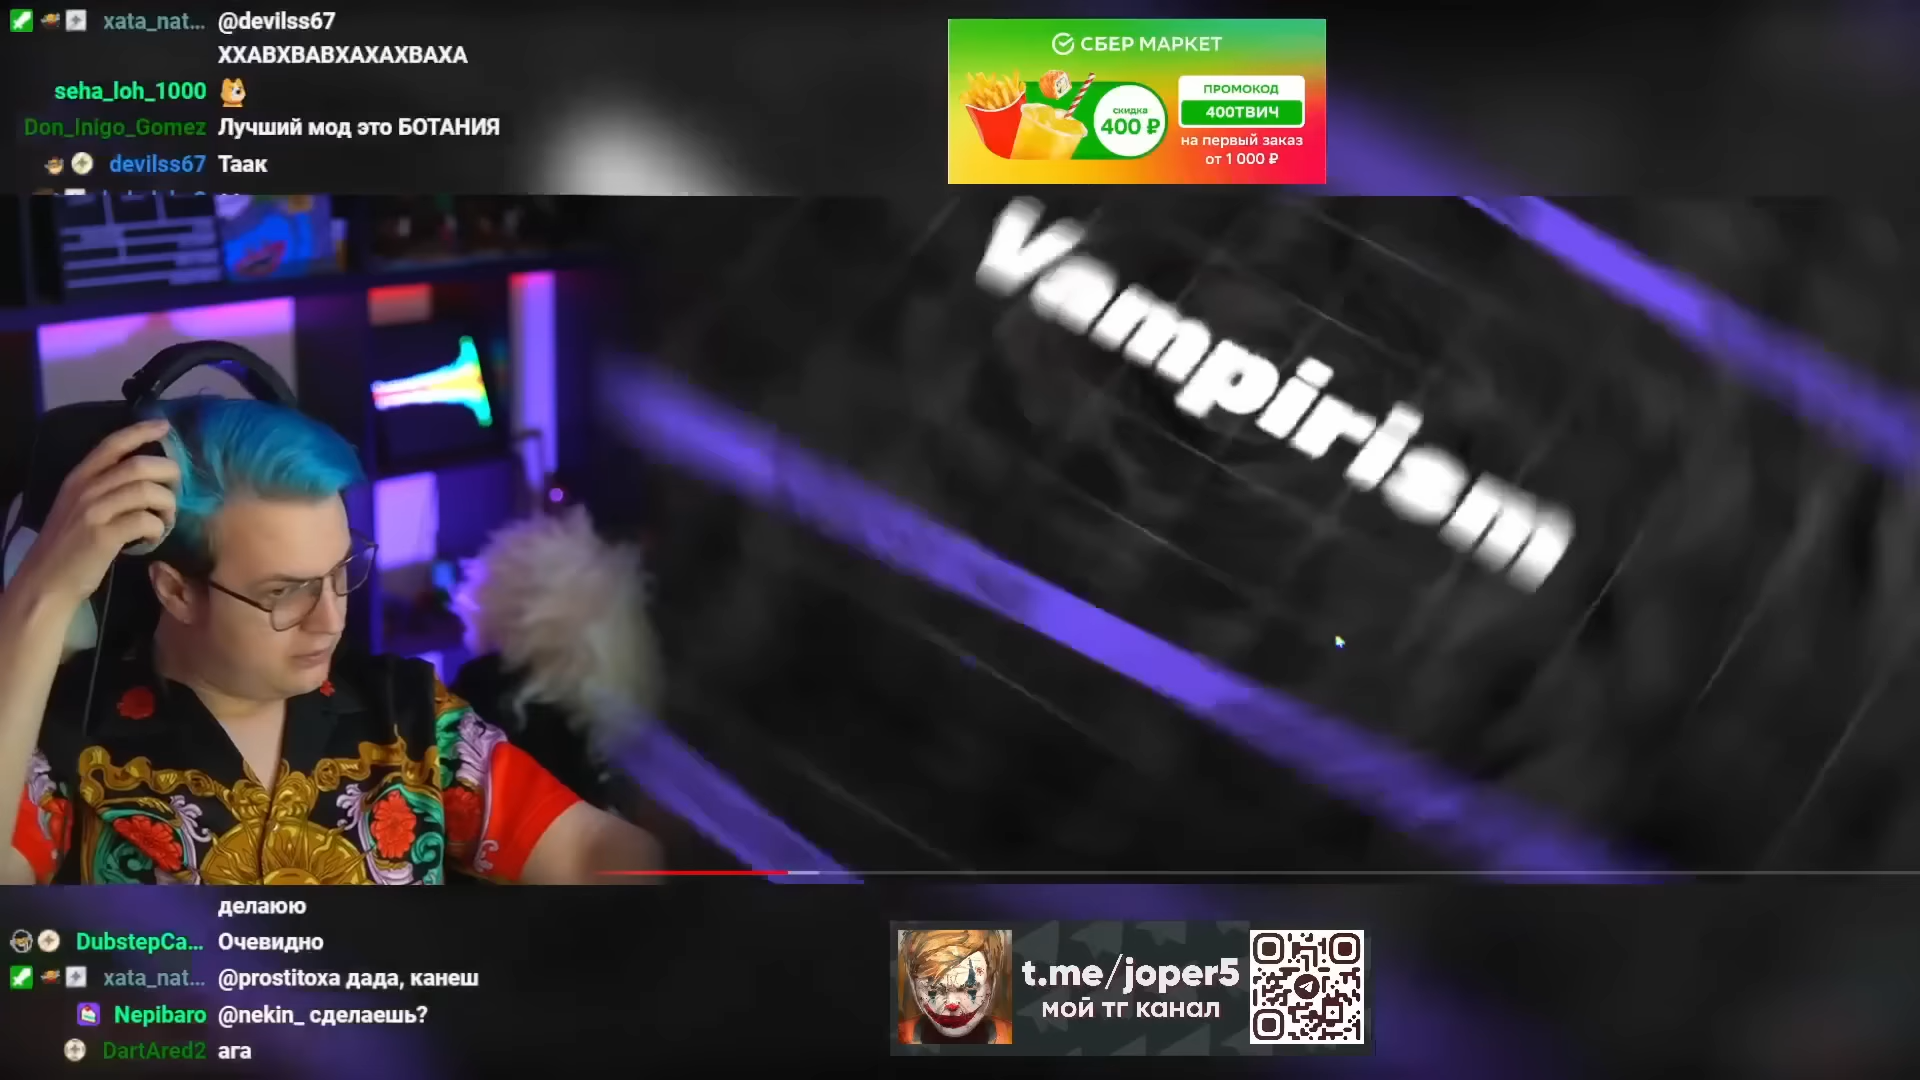 xata_nat... @devilss67
ХХАВХВАВХАХАХВАХА
seha_loh_1000
Don_Inigo_Gomez Лучший мод это БОТАНИЯ
devilss67 Таак
СБЕР МАРКЕТ
скидка
400 ₽
ПРОМОКОД
400ТВИЧ
на первый заказ
от 1 000 ₽
Vampirism
делаюю
DubstepCa... Очевидно
xata_nat... @prostitoxa дада, канеш
Nepibaro @nekin_ сделаешь?
DartAred2 ага
t.me/joper5
мой тг канал